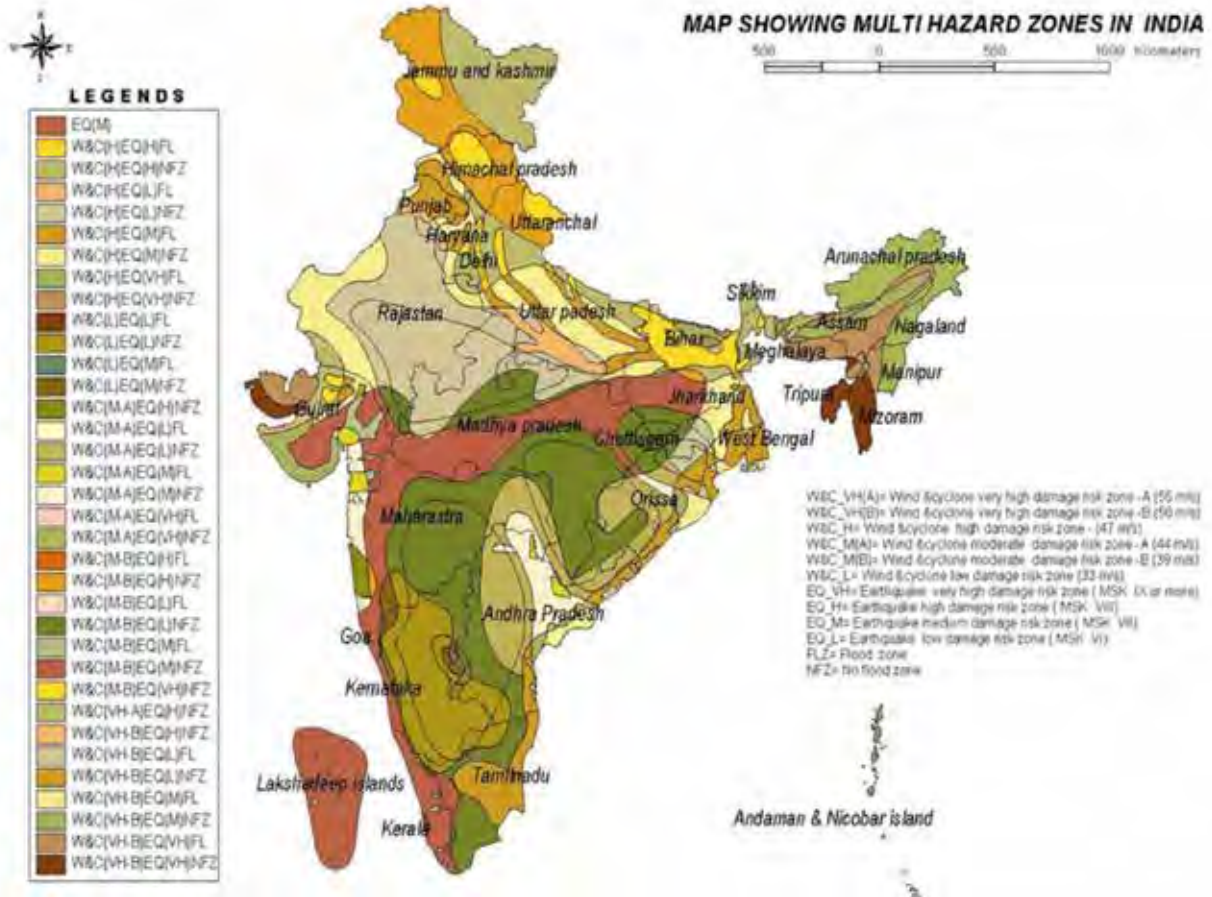 MAP SHOWING MULTI HAZARD ZONES IN INDIA
500 0 500 1000 Kilometers
LEGENDS
EQ(M)
W&C(H)EQ(H)FL
W&C(H)EQ(H)NFZ
W&C(H)EQ(L)FL
W&C(H)EQ(L)NFZ
W&C(H)EQ(M)FL
W&C(H)EQ(M)NFZ
W&C(H)EQ(VH)FL
W&C(H)EQ(VH)NFZ
W&C(L)EQ(L)FL
W&C(L)EQ(L)NFZ
W&C(L)EQ(M)FL
W&C(L)EQ(M)NFZ
W&C(M-A)EQ(H)NFZ
W&C(M-A)EQ(L)FL
W&C(M-A)EQ(L)NFZ
W&C(M-A)EQ(M)FL
W&C(M-A)EQ(M)NFZ
W&C(M-A)EQ(VH)FL
W&C(M-A)EQ(VH)NFZ
W&C(M-B)EQ(H)FL
W&C(M-B)EQ(H)NFZ
W&C(M-B)EQ(L)FL
W&C(M-B)EQ(L)NFZ
W&C(M-B)EQ(M)FL
W&C(M-B)EQ(M)NFZ
W&C(M-B)EQ(VH)NFZ
W&C(VH-A)EQ(H)NFZ
W&C(VH-B)EQ(H)NFZ
W&C(VH-B)EQ(L)FL
W&C(VH-B)EQ(L)NFZ
W&C(VH-B)EQ(M)FL
W&C(VH-B)EQ(M)NFZ
W&C(VH-B)EQ(VH)FL
W&C(VH-B)EQ(VH)NFZ
Jammu and kashmir
Himachal pradesh
Punjab
Uttaranchal
Haryana
Delhi
Arunachal pradesh
Sikkim
Rajastan
Uttar padesh
Assam
Nagaland
Bihar
Meghalaya
Manipur
Gujrat
Jharkhand
Tripura
Mizoram
Madhya pradesh
West Bengal
Orissa
Maharastra
Andhra Pradesh
Goa
Tamilnadu
Lakshadeep islands
Kerala
Andaman & Nicobar island
W&C_VH(A)= Wind &cyclone very high damage risk zone -A (55 m/s)
W&C_VH(B)= Wind &cyclone very high damage risk zone -B (50 m/s)
W&C_H= Wind &cyclone high damage risk zone - (47 m/s)
W&C_M(A)= Wind &cyclone moderate damage risk zone -A (44 m/s)
W&C_M(B)= Wind &cyclone moderate damage risk zone -B (39 m/s)
W&C_L= Wind &cyclone low damage risk zone (33 m/s)
EQ_VH= Earthquake very high damage risk zone ( MSK IX or more)
EQ_H= Earthquake high damage risk zone ( MSK VIII)
EQ_M= Earthquake medium damage risk zone ( MSK VII)
EQ_L= Earthquake low damage risk zone ( MSK VI)
FLZ= Flood zone
NFZ= No flood zone